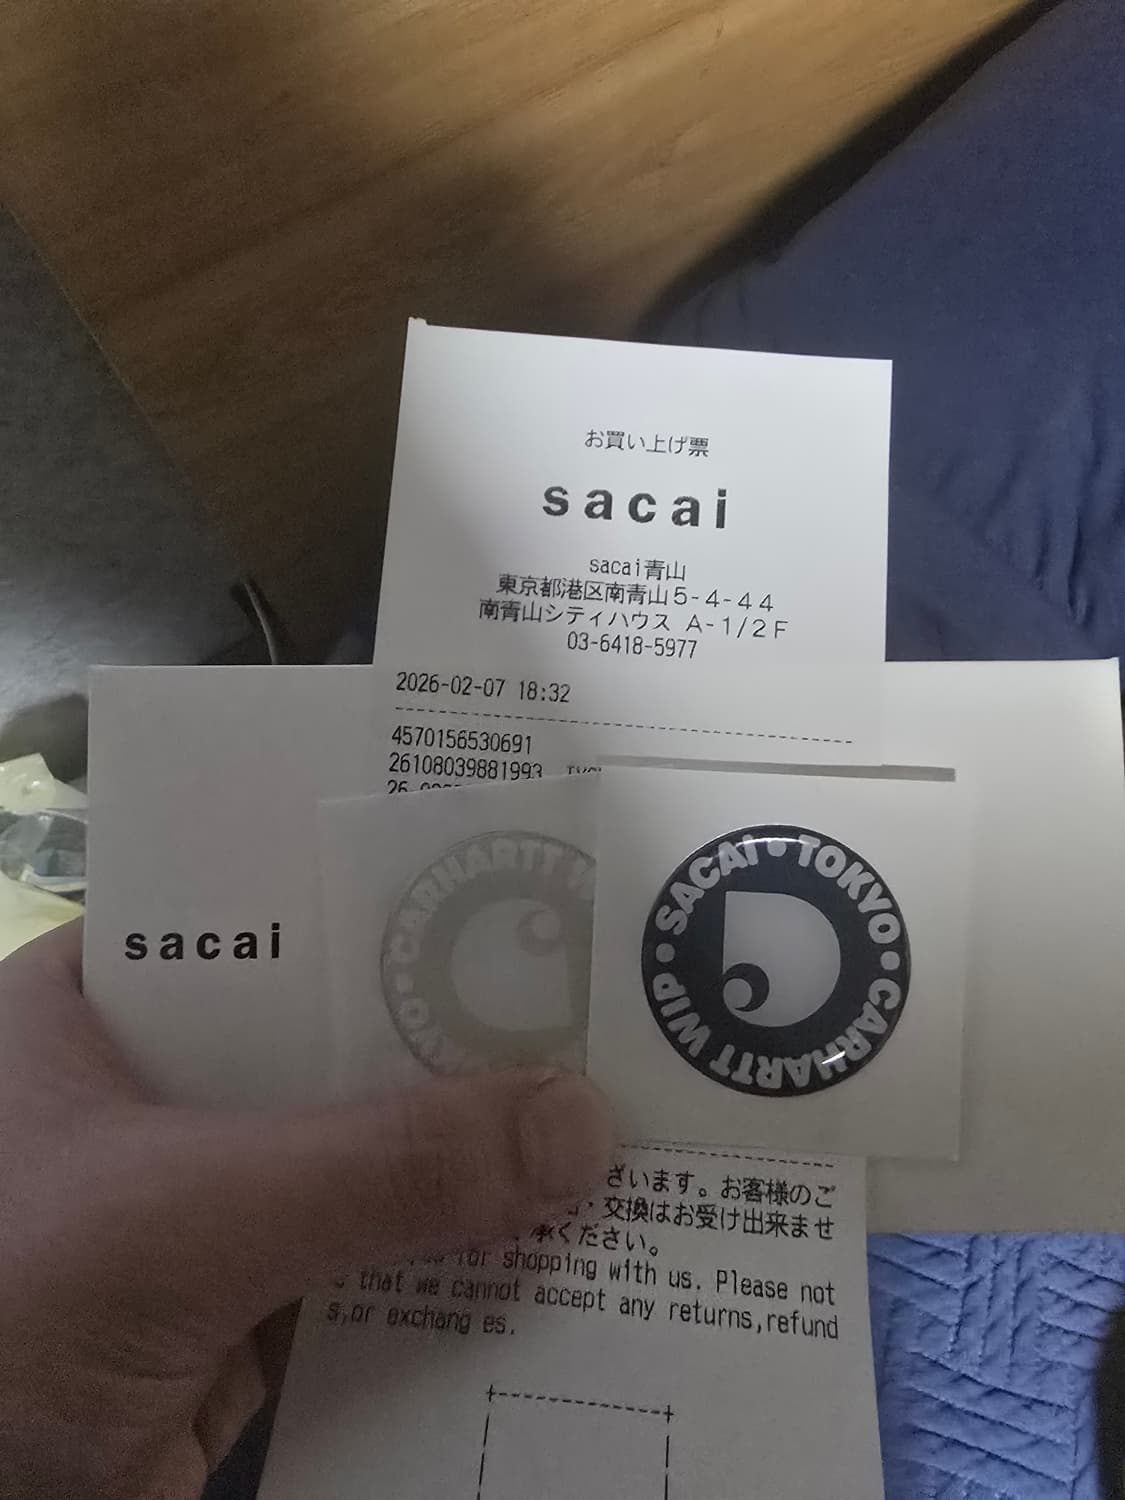 お買い上げ票
sacai
sacai青山
東京都港区南青山5-4-44
南青山シティハウス A-1/2F
03-6418-5977
2026-02-07 18:32
4570156530691
26108039881993
26
sacai
CARHARTT
SACAI • TOKYO • CARHARTT WIP •
ざいます。お客様のご
・交換はお受け出来ませ
承ください。
for shopping with us. Please not
that we cannot accept any returns,refund
s,or exchang es.